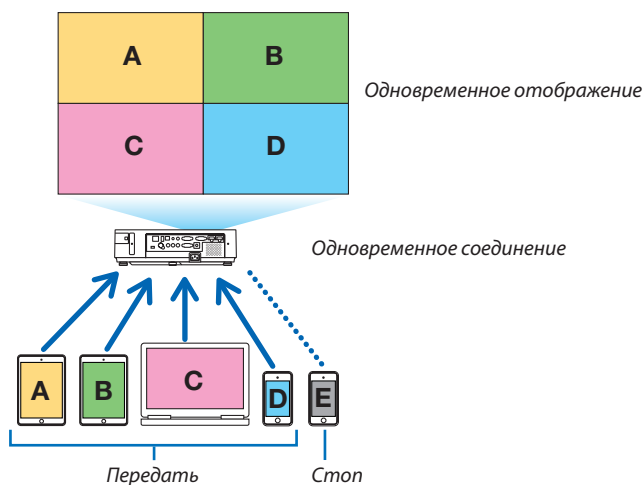 A B
Одновременное отображение
C D
Одновременное соединение
A B C D E
Передать Стоп